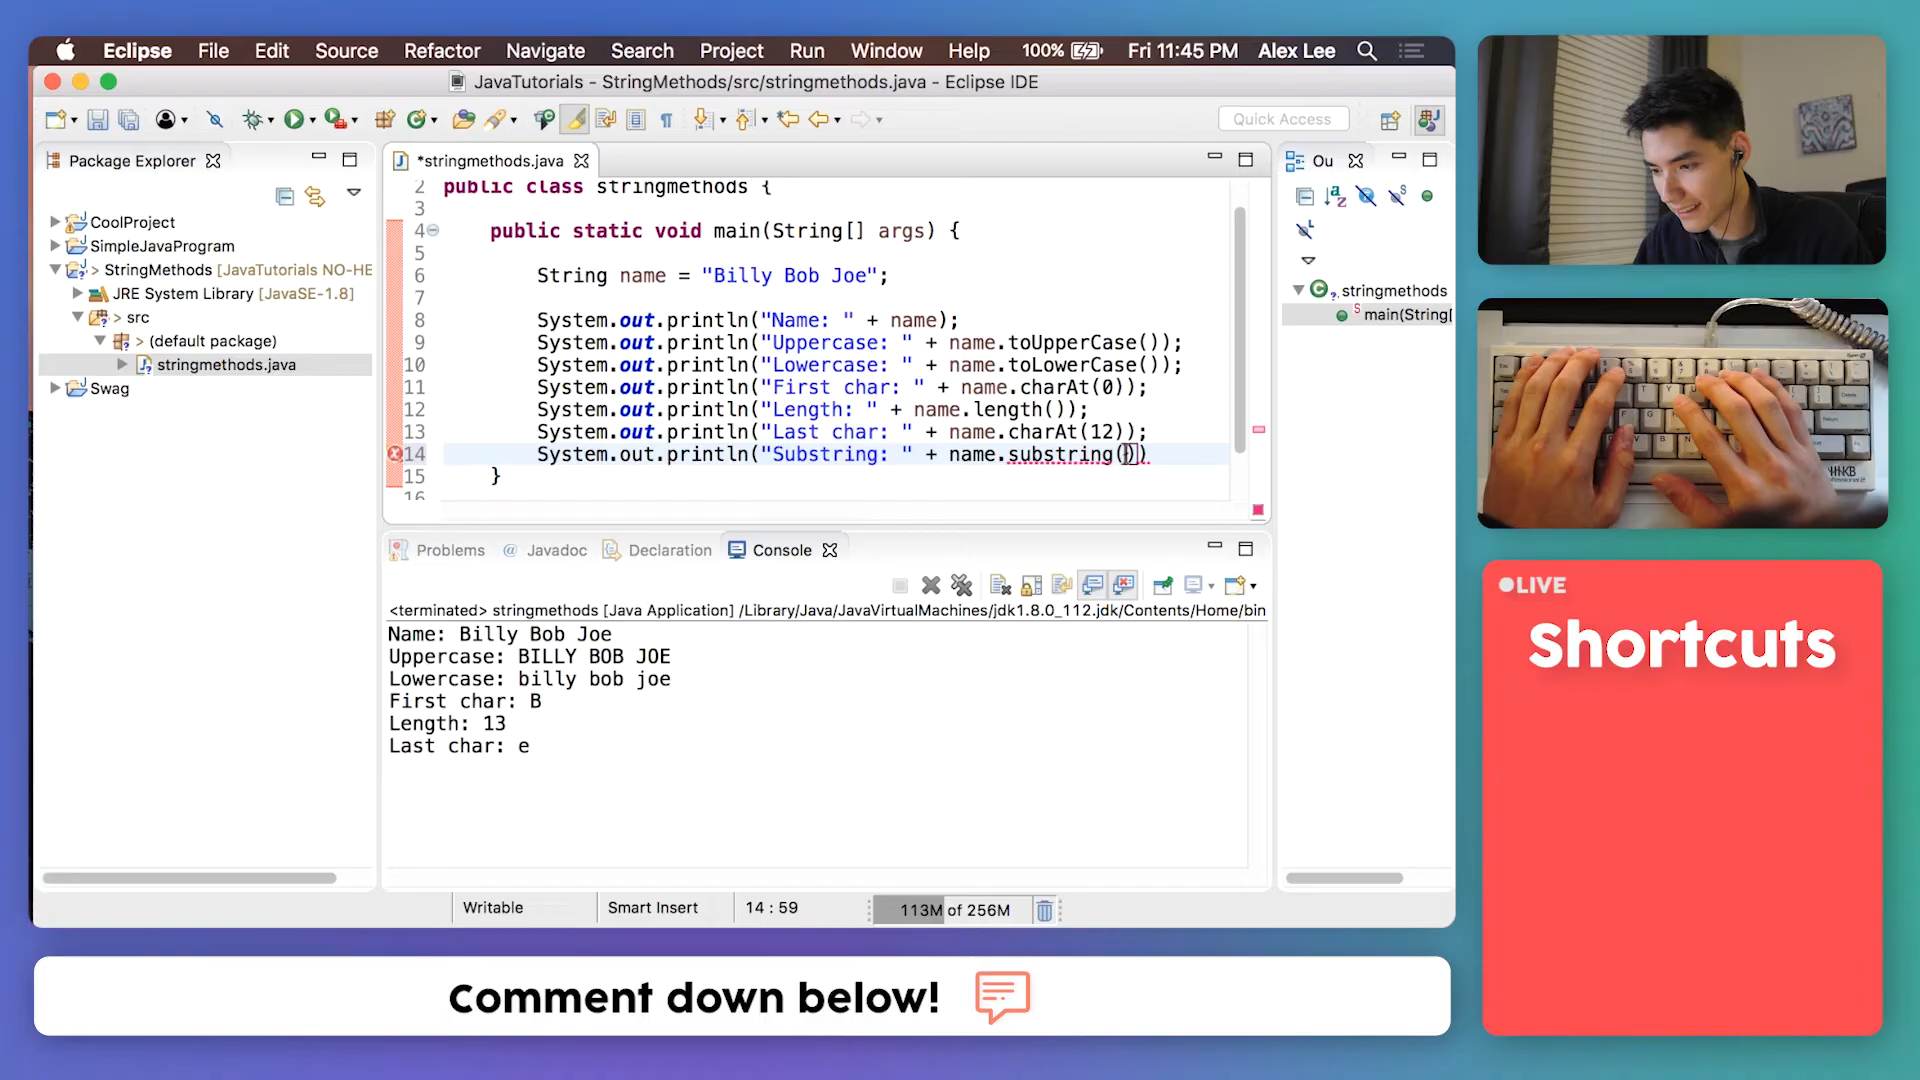 Eclipse File Edit Source Refactor Navigate Search Project Run Window Help 100% Fri 11:45 PM Alex Lee
JavaTutorials - StringMethods/src/stringmethods.java - Eclipse IDE
Quick Access
Package Explorer
CoolProject
SimpleJavaProgram
> StringMethods [JavaTutorials NO-HE
JRE System Library [JavaSE-1.8]
> src
> (default package)
stringmethods.java
Swag
*stringmethods.java
2 public class stringmethods {
3
4 public static void main(String[] args) {
5
6 String name = "Billy Bob Joe";
7
8 System.out.println("Name: " + name);
9 System.out.println("Uppercase: " + name.toUpperCase());
10 System.out.println("Lowercase: " + name.toLowerCase());
11 System.out.println("First char: " + name.charAt(0));
12 System.out.println("Length: " + name.length());
13 System.out.println("Last char: " + name.charAt(12));
14 System.out.println("Substring: " + name.substring())
15 }
16
Ou
stringmethods
main(String[
Problems @ Javadoc Declaration Console
<terminated> stringmethods [Java Application] /Library/Java/JavaVirtualMachines/jdk1.8.0_112.jdk/Contents/Home/bin
Name: Billy Bob Joe
Uppercase: BILLY BOB JOE
Lowercase: billy bob joe
First char: B
Length: 13
Last char: e
Writable Smart Insert 14 : 59 113M of 256M
Comment down below!
LIVE
Shortcuts